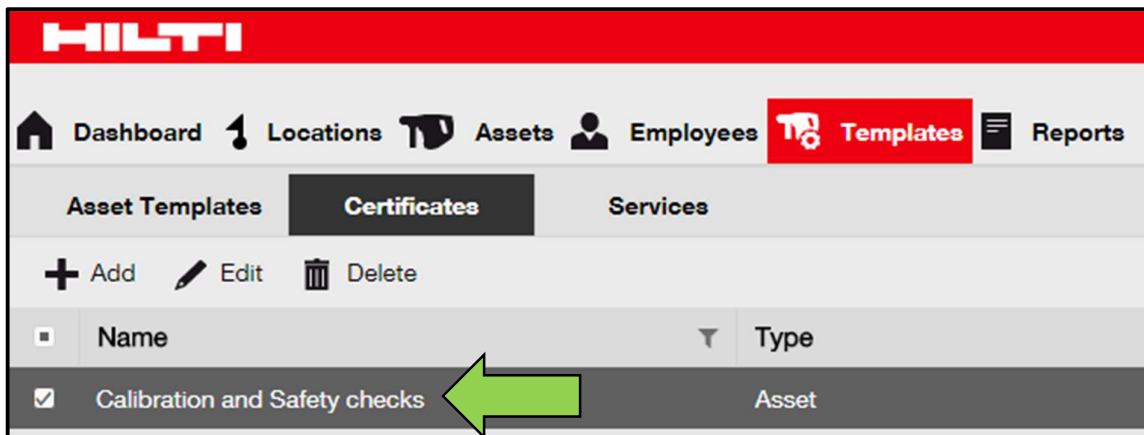 HILTI
Dashboard Locations Assets Employees Templates Reports
Asset Templates Certificates Services
Add Edit Delete
Name Type
Calibration and Safety checks Asset